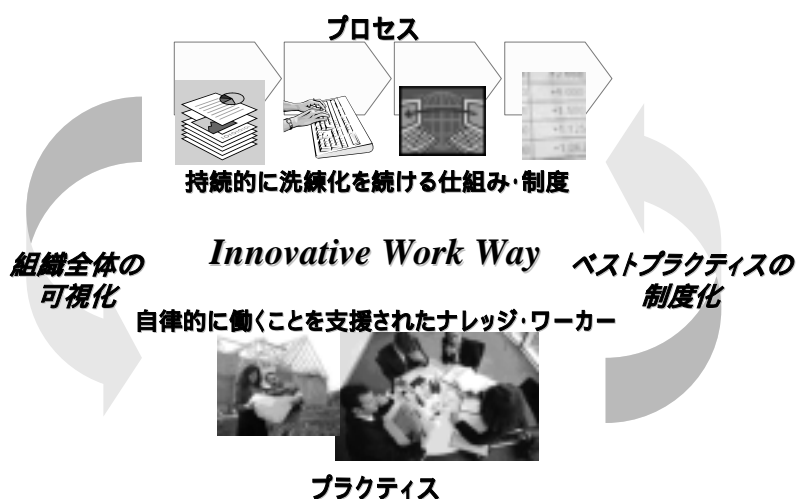 プロセス
持続的に洗練化を続ける仕組み・制度
Innovative Work Way
組織全体の
可視化
ベストプラクティスの
制度化
自律的に働くことを支援されたナレッジ・ワーカー
プラクティス